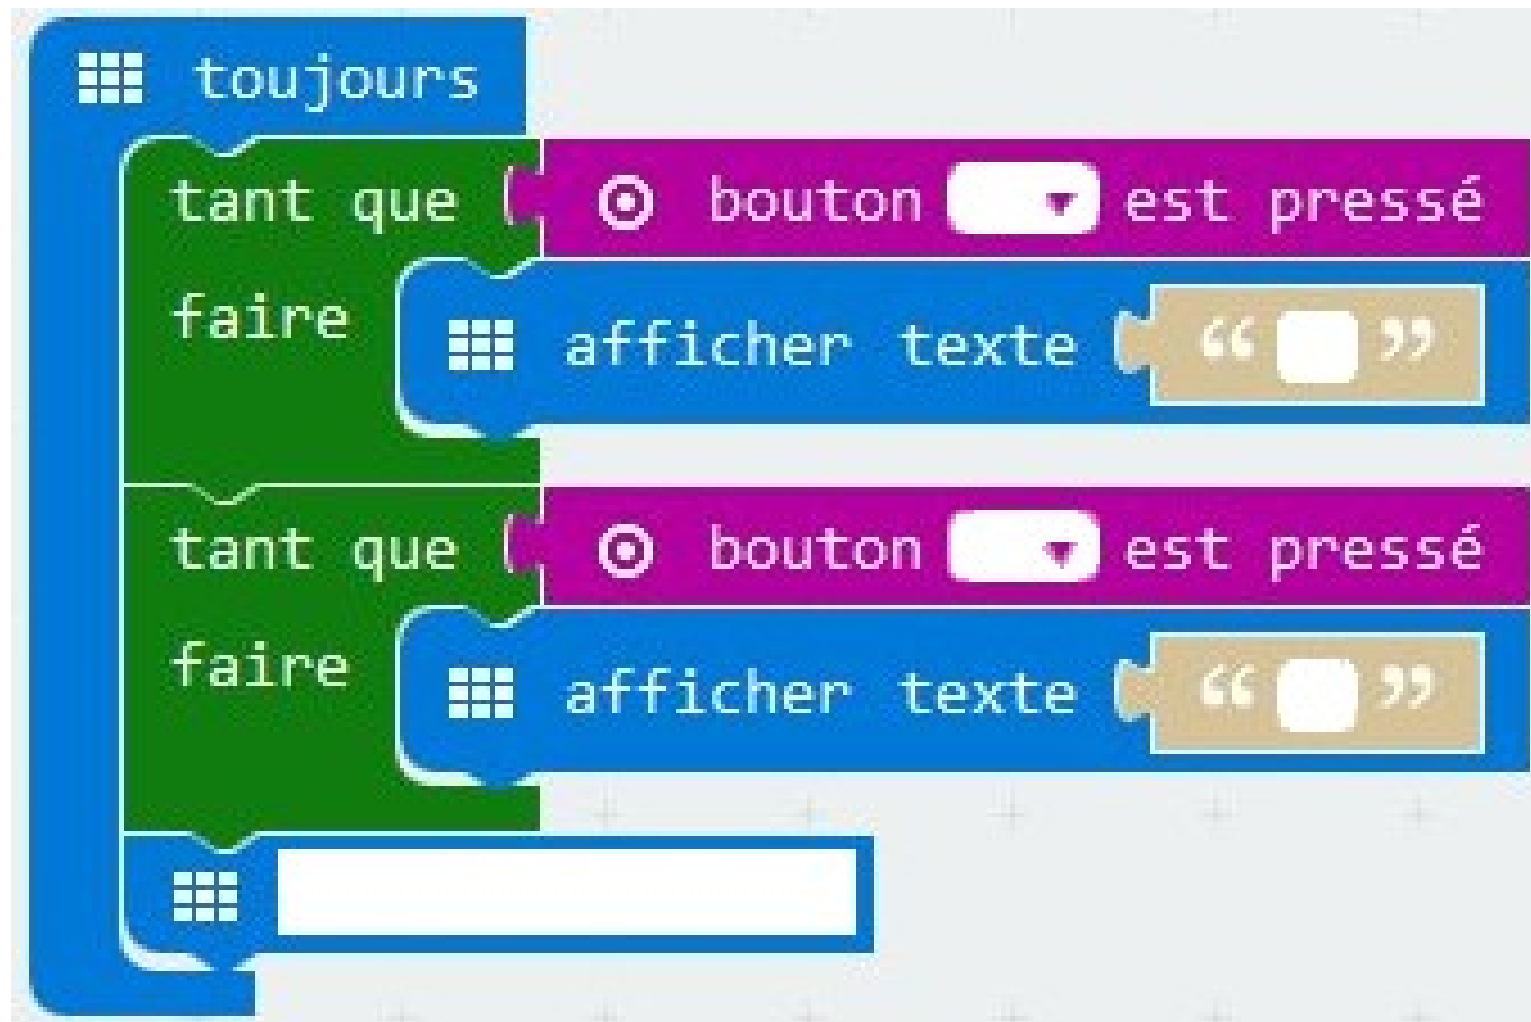 toujours
tant que bouton est pressé
faire afficher texte “ ”
tant que bouton est pressé
faire afficher texte “ ”